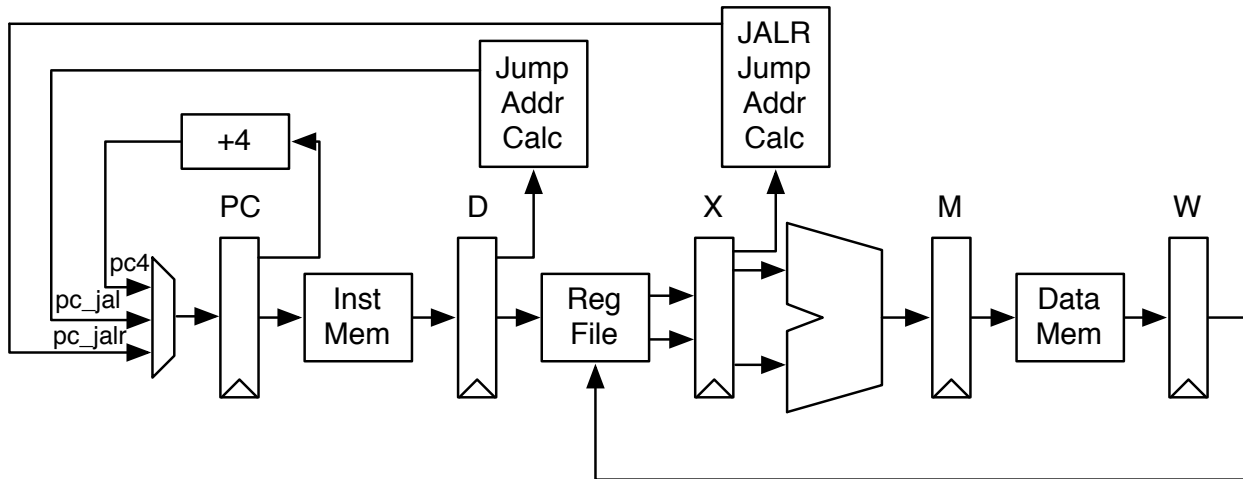 JALR
Jump
Addr
Calc
Jump
Addr
Calc
+4
PC
D
X
M
W
pc4
pc_jal
pc_jalr
Inst
Mem
Reg
File
Data
Mem